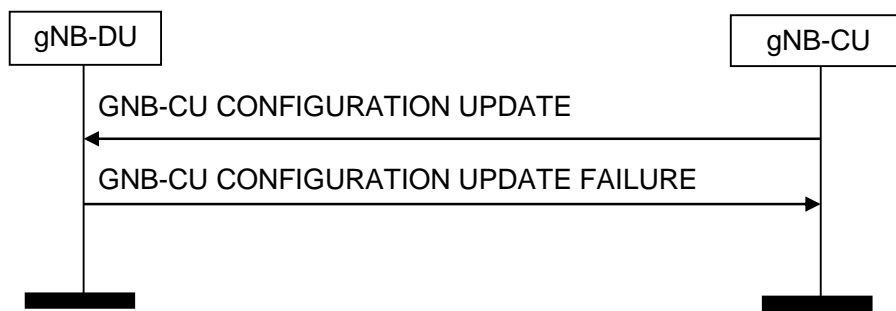 gNB-DU
gNB-CU
GNB-CU CONFIGURATION UPDATE
GNB-CU CONFIGURATION UPDATE FAILURE